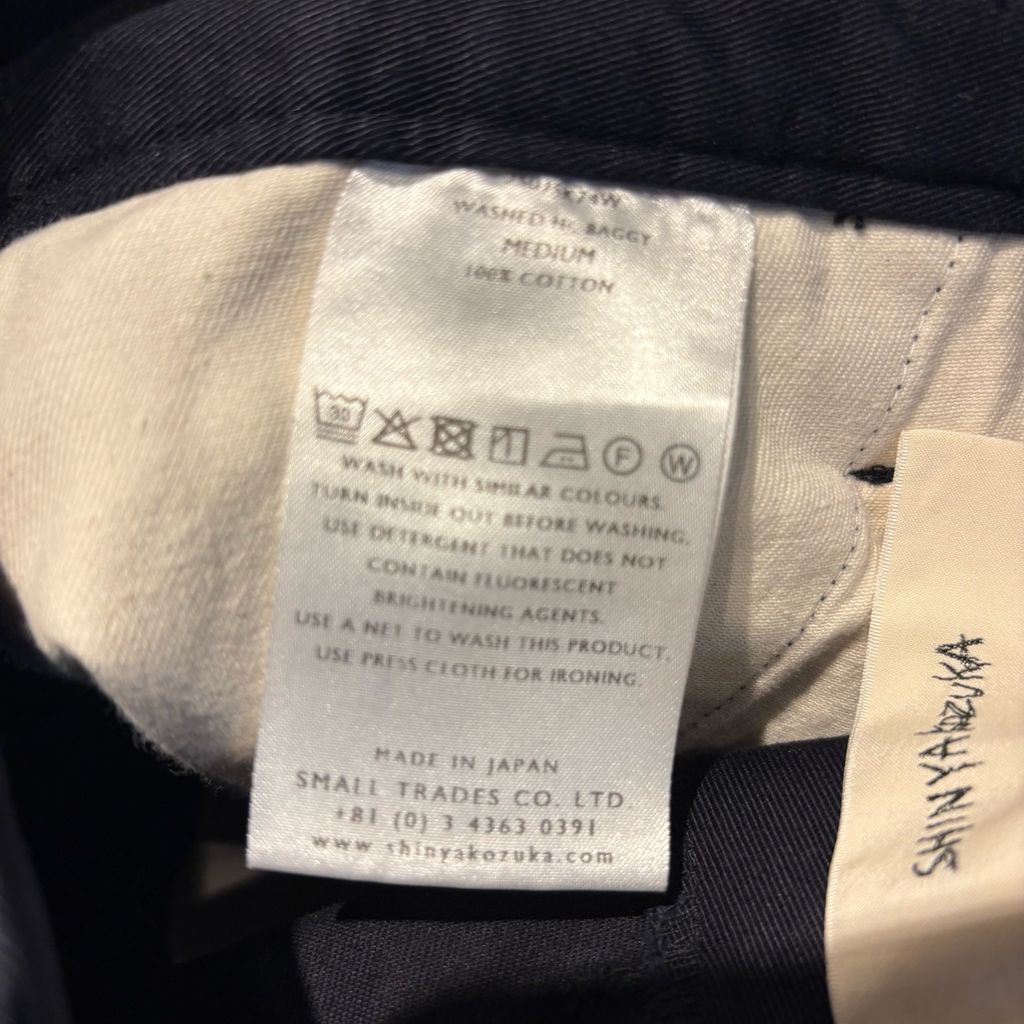 WASHED No. BAGGY
MEDIUM
100% COTTON
30
F
W
WASH WITH SIMILAR COLOURS.
TURN INSIDE OUT BEFORE WASHING.
USE DETERGENT THAT DOES NOT
CONTAIN FLUORESCENT
BRIGHTENING AGENTS.
USE A NET TO WASH THIS PRODUCT.
USE PRESS CLOTH FOR IRONING.
MADE IN JAPAN
SMALL TRADES CO. LTD.
+81 (0) 3 4363 0391
www.shinyakozuka.com
SHINYAKOZUKA